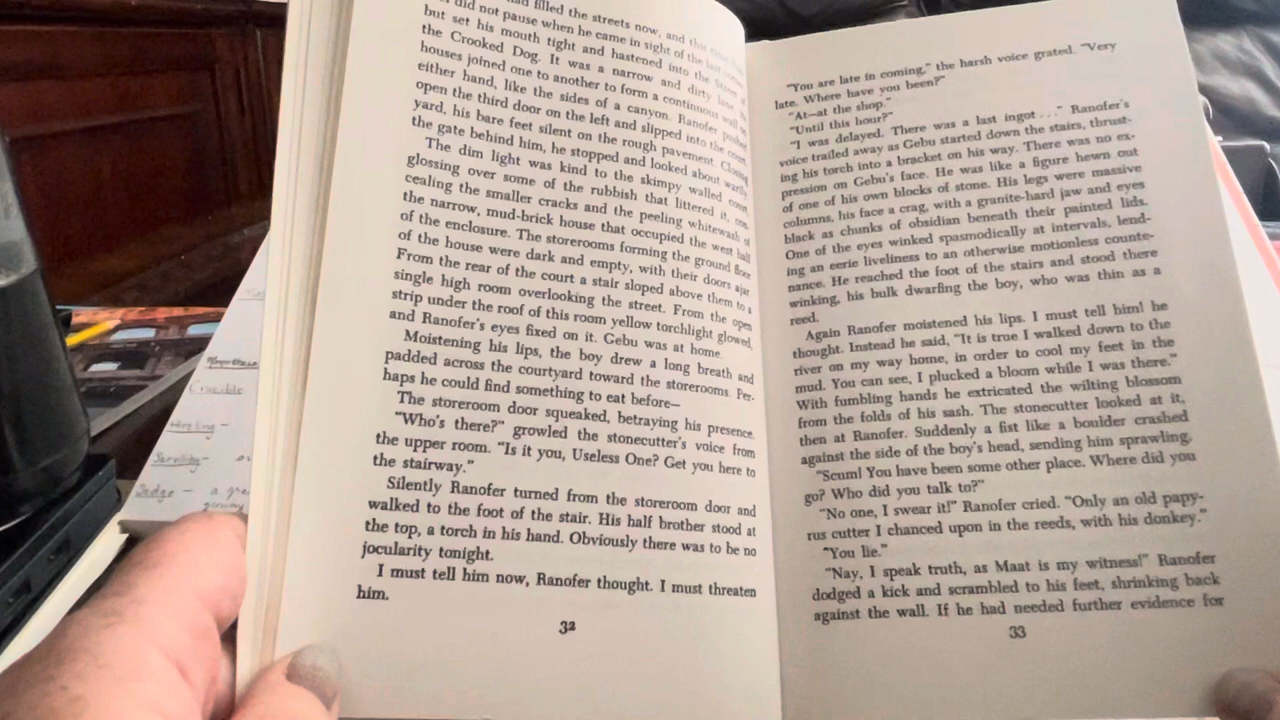 filled the streets now, and this
did not pause when he came in sight of the last
but set his mouth tight and hastened into the Street of
the Crooked Dog. It was a narrow and dirty lane,
houses joined one to another to form a continuous wall on
either hand, like the sides of a canyon. Ranofer pushed
open the third door on the left and slipped into the court-
yard, his bare feet silent on the rough pavement. Closing
the gate behind him, he stopped and looked about warily
The dim light was kind to the skimpy walled court,
glossing over some of the rubbish that littered it, con-
cealing the smaller cracks and the peeling whitewash of
the narrow, mud-brick house that occupied the west half
of the enclosure. The storerooms forming the ground floor
of the house were dark and empty, with their doors ajar
From the rear of the court a stair sloped above them to a
single high room overlooking the street. From the open
strip under the roof of this room yellow torchlight glowed,
and Ranofer's eyes fixed on it. Gebu was at home.
Moistening his lips, the boy drew a long breath and
padded across the courtyard toward the storerooms. Per-
haps he could find something to eat before—
The storeroom door squeaked, betraying his presence.
"Who's there?" growled the stonecutter's voice from
the upper room. "Is it you, Useless One? Get you here to
the stairway."
Silently Ranofer turned from the storeroom door and
walked to the foot of the stair. His half brother stood at
the top, a torch in his hand. Obviously there was to be no
jocularity tonight.
I must tell him now, Ranofer thought. I must threaten
him.
32
"You are late in coming," the harsh voice grated. "Very
late. Where have you been?"
"At—at the shop."
"Until this hour?"
"I was delayed. There was a last ingot . . ." Ranofer's
voice trailed away as Gebu started down the stairs, thrust-
ing his torch into a bracket on his way. There was no ex-
pression on Gebu's face. He was like a figure hewn out
of one of his own blocks of stone. His legs were massive
columns, his face a crag, with a granite-hard jaw and eyes
black as chunks of obsidian beneath their painted lids.
One of the eyes winked spasmodically at intervals, lend-
ing an eerie liveliness to an otherwise motionless counte-
nance. He reached the foot of the stairs and stood there
winking, his bulk dwarfing the boy, who was thin as a
reed.
Again Ranofer moistened his lips. I must tell him! he
thought. Instead he said, "It is true I walked down to the
river on my way home, in order to cool my feet in the
mud. You can see, I plucked a bloom while I was there."
With fumbling hands he extricated the wilting blossom
from the folds of his sash. The stonecutter looked at it,
then at Ranofer. Suddenly a fist like a boulder crashed
against the side of the boy's head, sending him sprawling.
"Scum! You have been some other place. Where did you
go? Who did you talk to?"
"No one, I swear it!" Ranofer cried. "Only an old papy-
rus cutter I chanced upon in the reeds, with his donkey."
"You lie."
"Nay, I speak truth, as Maat is my witness!" Ranofer
dodged a kick and scrambled to his feet, shrinking back
against the wall. If he had needed further evidence for
33
Crucible
Sedge - a